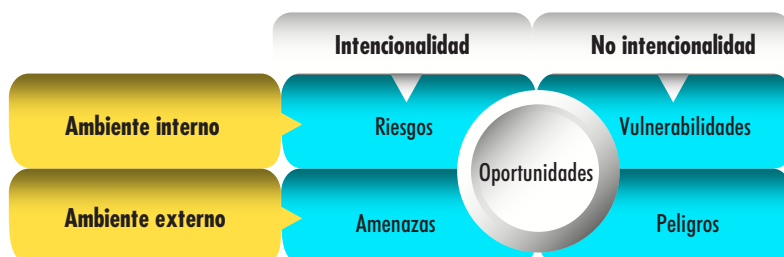 Intencionalidad
No intencionalidad
Ambiente interno
Riesgos
Vulnerabilidades
Oportunidades
Ambiente externo
Amenazas
Peligros